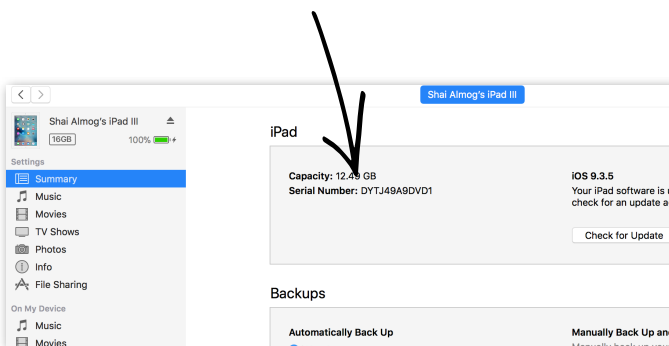 Shai Almog's iPad III
Shai Almog's iPad III
16GB
100%
Settings
Summary
Music
Movies
TV Shows
Photos
Info
File Sharing
On My Device
Music
Movies
iPad
Capacity: 12.49 GB
Serial Number: DYTJ49A9DVD1
iOS 9.3.5
Your iPad software is
check for an update a
Check for Update
Backups
Automatically Back Up
Manually Back Up an